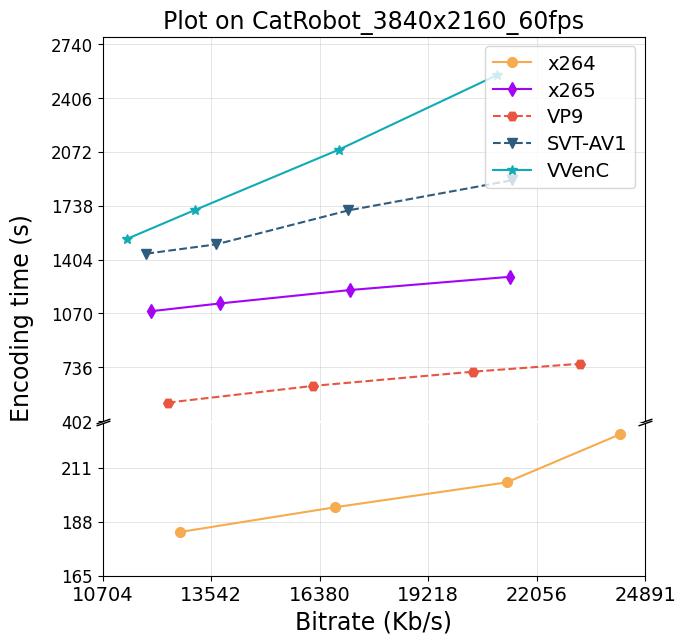 Plot on CatRobot_3840x2160_60fps
x264
x265
VP9
SVT-AV1
VVenC
Encoding time (s)
2740
2406
2072
1738
1404
1070
736
402
211
188
165
10704 13542 16380 19218 22056 24891
Bitrate (Kb/s)